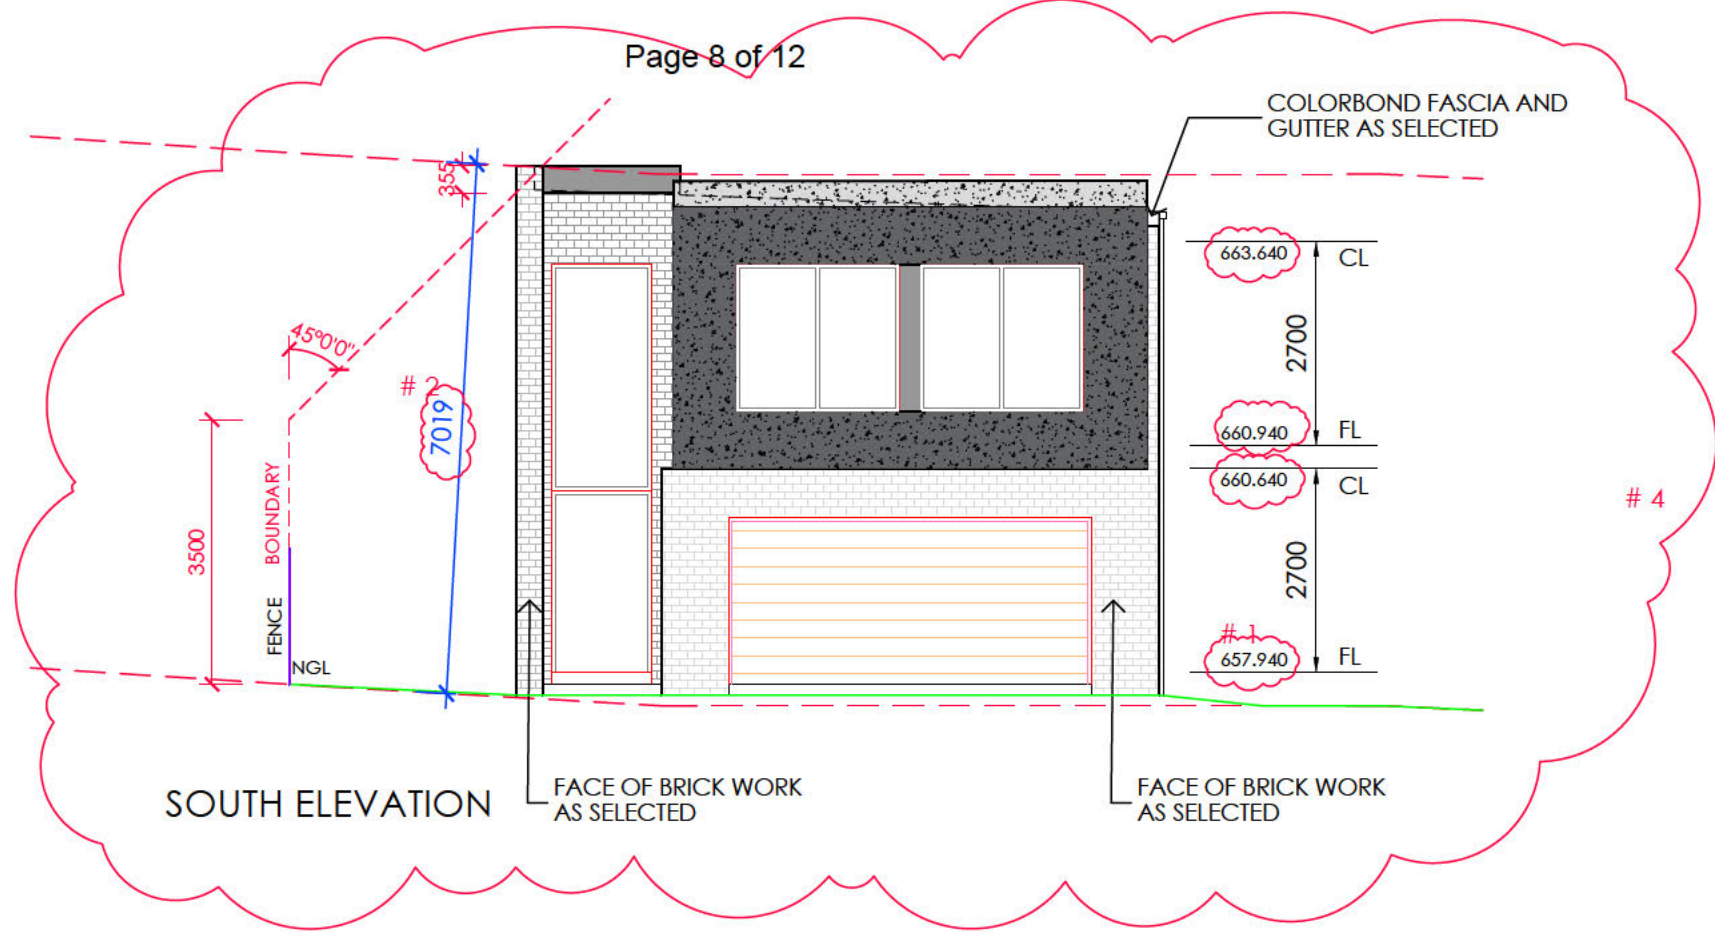 Page 8 of 12
COLORBOND FASCIA AND
GUTTER AS SELECTED
355
663.640
CL
45°0'0"
2700
# 2
7019
660.940
FL
660.640
CL
BOUNDARY
# 4
3500
2700
FENCE
# 1
657.940
FL
NGL
SOUTH ELEVATION
FACE OF BRICK WORK
AS SELECTED
FACE OF BRICK WORK
AS SELECTED